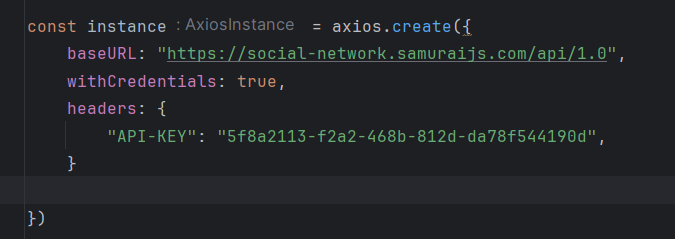 const instance : AxiosInstance = axios.create({
baseURL: "https://social-network.samuraijs.com/api/1.0",
withCredentials: true,
headers: {
"API-KEY": "5f8a2113-f2a2-468b-812d-da78f544190d",
}
})